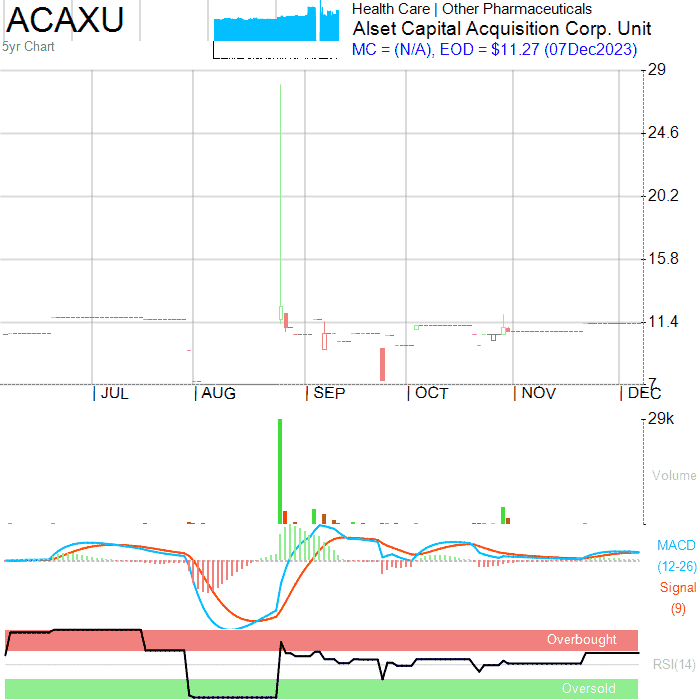 ACAXU
5yr Chart
Health Care | Other Pharmaceuticals
Alset Capital Acquisition Corp. Unit
MC = (N/A), EOD = $11.27 (07Dec2023)
29
24.6
20.2
15.8
11.4
7
| JUL | AUG | SEP | OCT | NOV | DEC
29k
Volume
MACD
(12-26)
Signal
(9)
Overbought
RSI(14)
Oversold